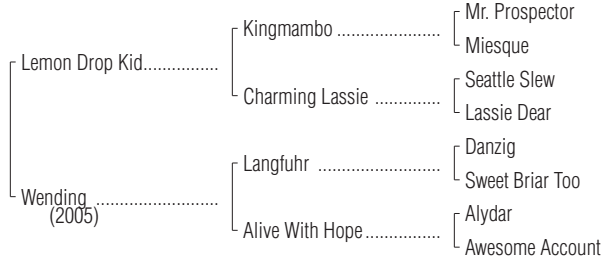 Mr. Prospector
Kingmambo ......................
Miesque
Lemon Drop Kid................
Seattle Slew
Charming Lassie ..............
Lassie Dear
Danzig
Langfuhr ..........................
Sweet Briar Too
Wending ..........................
(2005)
Alydar
Alive With Hope................
Awesome Account